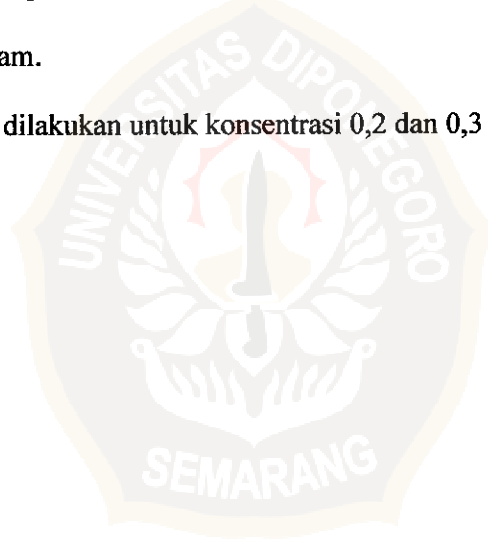 am.
dilakukan untuk konsentrasi 0,2 dan 0,3
UNIVERSITAS DIPONEGORO
SEMARANG